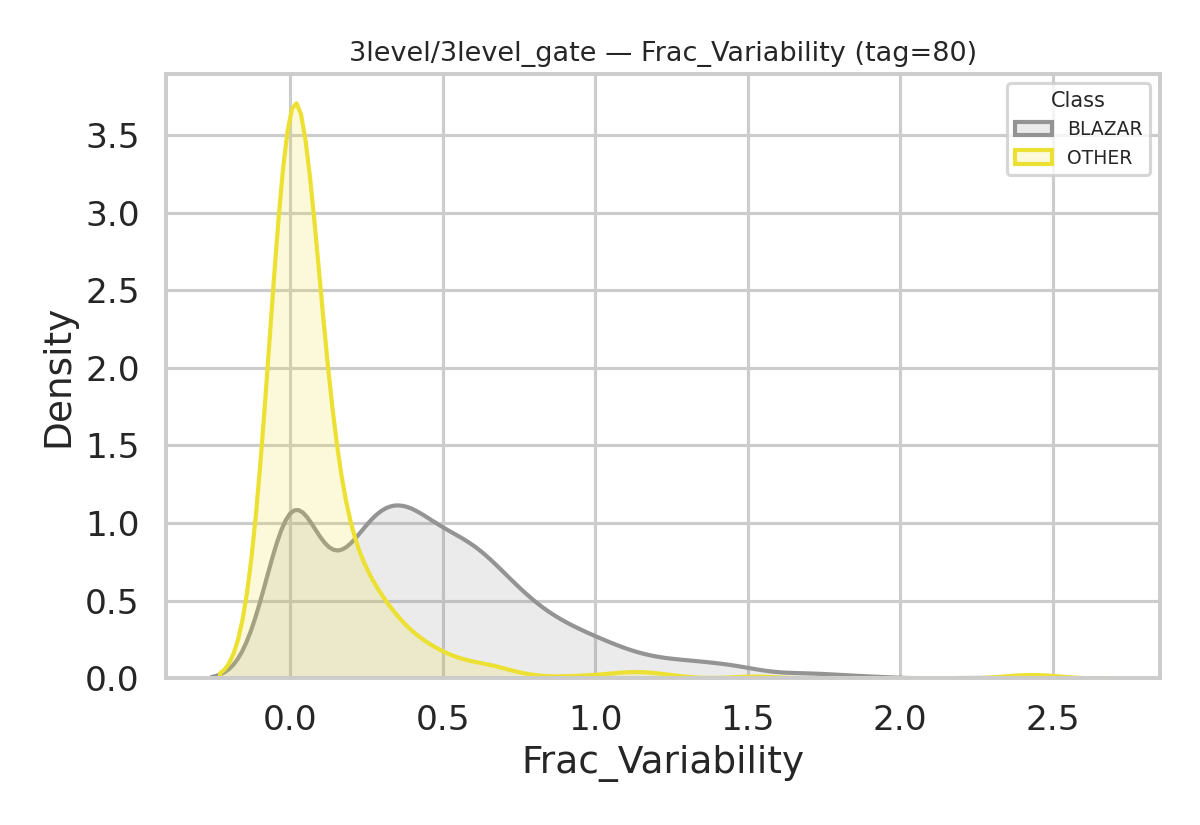 3level/3level_gate — Frac_Variability (tag=80)
Class
BLAZAR
OTHER
3.5
3.0
2.5
2.0
1.5
1.0
0.5
0.0
Density
0.0 0.5 1.0 1.5 2.0 2.5
Frac_Variability